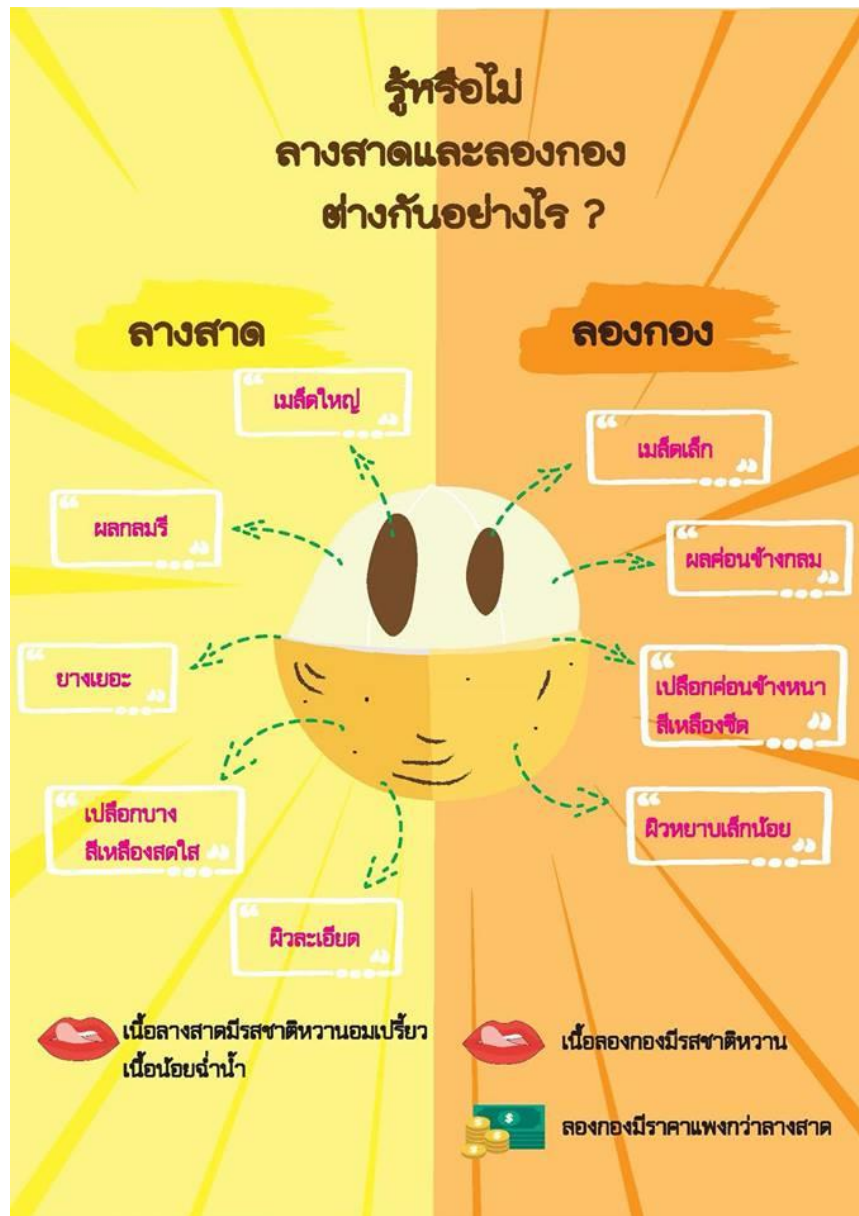 รู้หรือไม่
ลางสาดและลองกอง
ต่างกันอย่างไร ?
ลางสาด
เมล็ดใหญ่
ผลกลมรี
ยางเยอะ
เปลือกบาง
สีเหลืองสดใส
ผิวละเอียด
เนื้อลางสาดมีรสชาติหวานอมเปรี้ยว
เนื้อน้อยฉ่ำน้ำ
ลองกอง
เมล็ดเล็ก
ผลค่อนข้างกลม
เปลือกค่อนข้างหนา
สีเหลืองซีด
ผิวหยาบเล็กน้อย
เนื้อลองกองมีรสชาติหวาน
$
ลองกองมีราคาแพงกว่าลางสาด